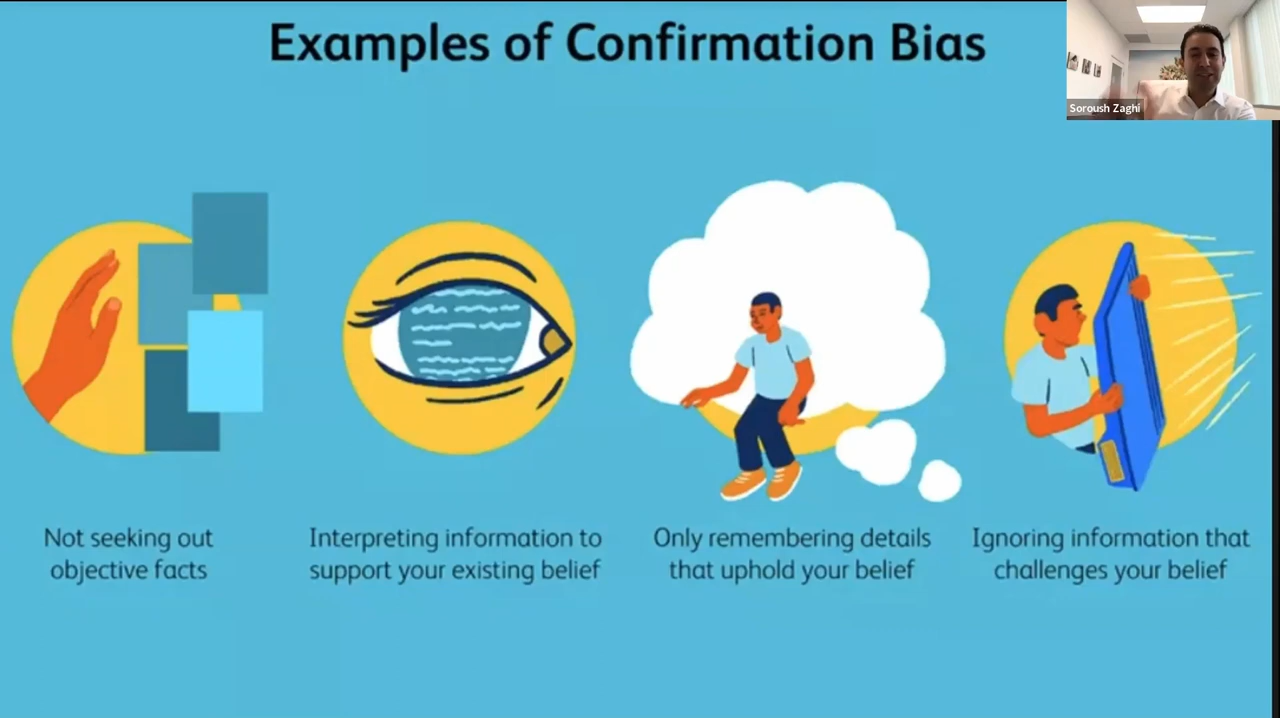 Examples of Confirmation Bias
Soroush Zaghi
Not seeking out
objective facts
Interpreting information to
support your existing belief
Only remembering details
that uphold your belief
Ignoring information that
challenges your belief